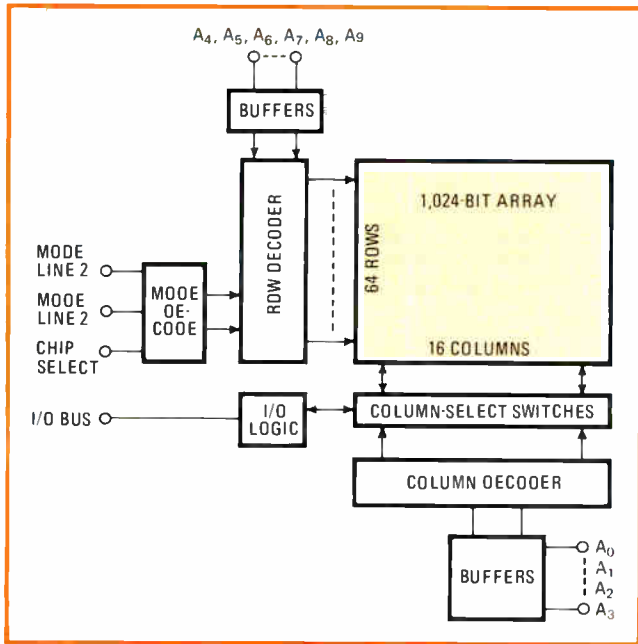 A4, A5, A6, A7, A8, A9
BUFFERS
ROW DECODER
1,024-BIT ARRAY
64 ROWS
16 COLUMNS
MODE
LINE 2
MODE
LINE 2
CHIP
SELECT
MODE
DE-
CODE
I/O BUS
I/O
LOGIC
COLUMN-SELECT SWITCHES
COLUMN DECODER
BUFFERS
A0
A1
A2
A3